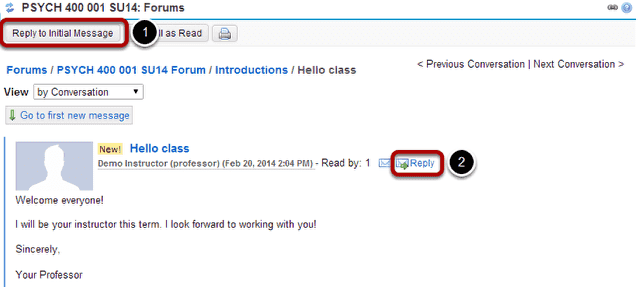 PSYCH 400 001 SU14: Forums
Reply to Initial Message 1 ll as Read
Forums / PSYCH 400 001 SU14 Forum / Introductions / Hello class
< Previous Conversation | Next Conversation >
View by Conversation
Go to first new message
New! Hello class
Demo Instructor (professor) (Feb 20, 2014 2:04 PM) - Read by: 1 Reply 2
Welcome everyone!
I will be your instructor this term. I look forward to working with you!
Sincerely,
Your Professor